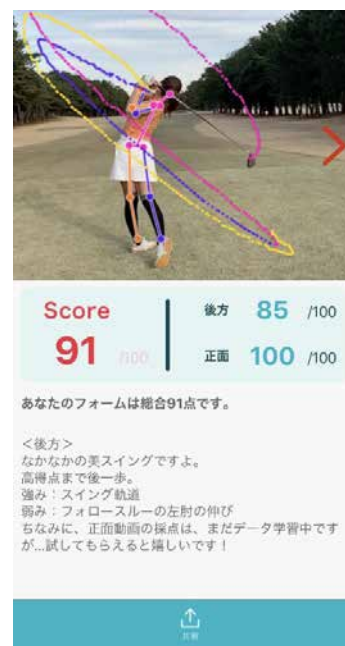 Score
91 /100
後方 85 /100
正面 100 /100
あなたのフォームは総合91点です。
<後方>
なかなかの美スイングですよ。
高得点まで後一歩。
強み：スイング軌道
弱み：フォロースルーの左肘の伸び
ちなみに、正面動画の採点は、まだデータ学習中です
が...試してもらえると嬉しいです！
共有